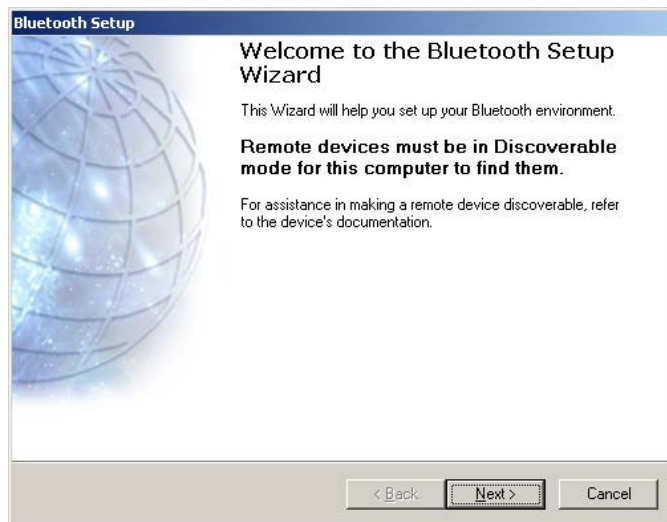 Bluetooth Setup
Welcome to the Bluetooth Setup
Wizard
This Wizard will help you set up your Bluetooth environment.
Remote devices must be in Discoverable
mode for this computer to find them.
For assistance in making a remote device discoverable, refer
to the device's documentation.
< Back
Next >
Cancel